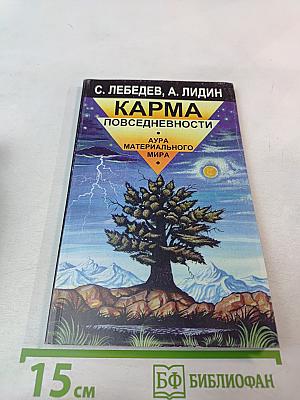 С. ЛЕБЕДЕВ, А. ЛИДИН
КАРМА
ПОВСЕДНЕВНОСТИ
АУРА
МАТЕРИАЛЬНОГО
МИРА
15 см
БФ БИБЛИОФАН